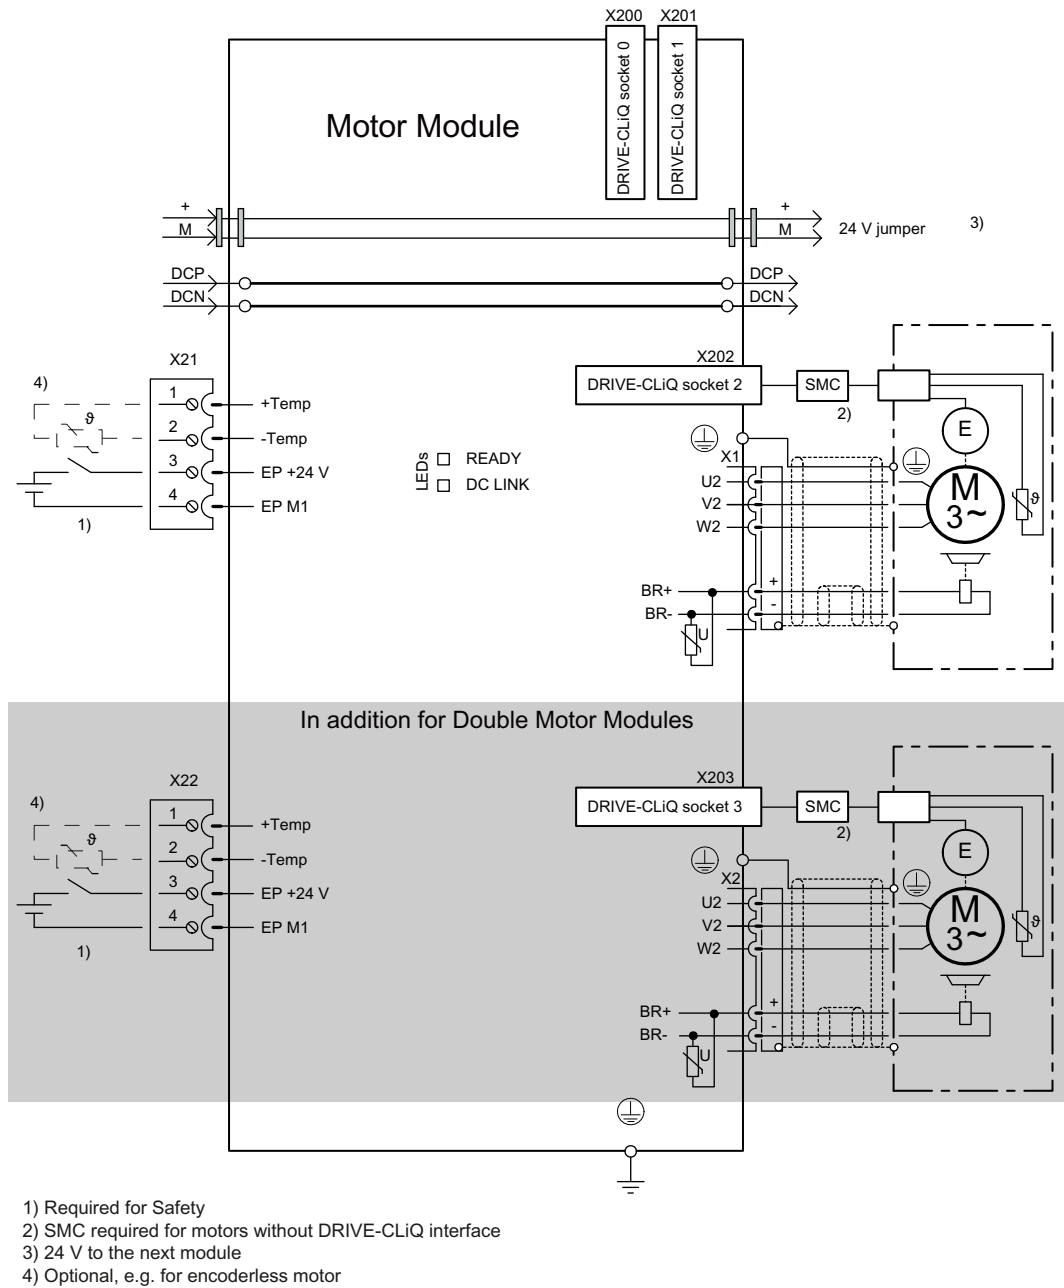 X200 X201
DRIVE-CLiQ socket 0
DRIVE-CLiQ socket 1
Motor Module
+ +
M M 24 V jumper 3)
DCP DCP
DCN DCN
X21
4)
1 +Temp
ϑ
2 -Temp
3 EP +24 V
4 EP M1
1)
LEDs
READY
DC LINK
X202
DRIVE-CLiQ socket 2 SMC
2)
E
X1
U2
V2
W2
M
3~
ϑ
BR+ +
BR- -
U
In addition for Double Motor Modules
X22
4)
1 +Temp
ϑ
2 -Temp
3 EP +24 V
4 EP M1
1)
X203
DRIVE-CLiQ socket 3 SMC
2)
E
X2
U2
V2
W2
M
3~
ϑ
BR+ +
BR- -
U
1) Required for Safety
2) SMC required for motors without DRIVE-CLiQ interface
3) 24 V to the next module
4) Optional, e.g. for encoderless motor